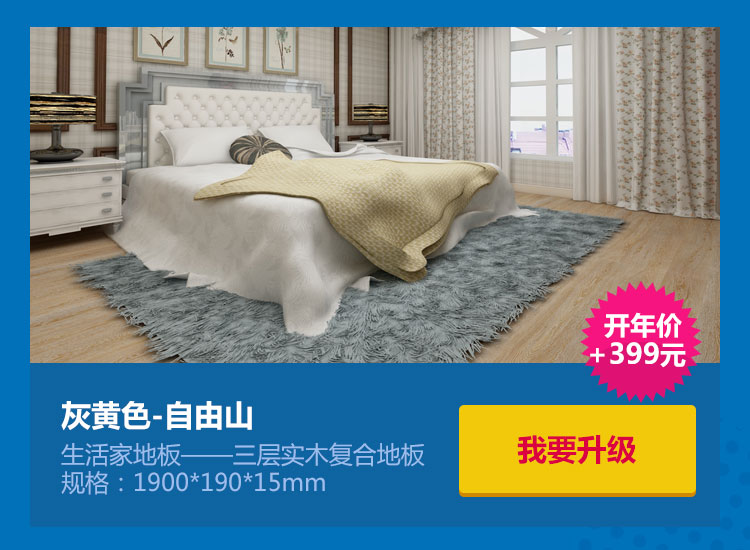 开年价
+399元
灰黄色-自由山
生活家地板——三层实木复合地板
规格：1900*190*15mm
我要升级